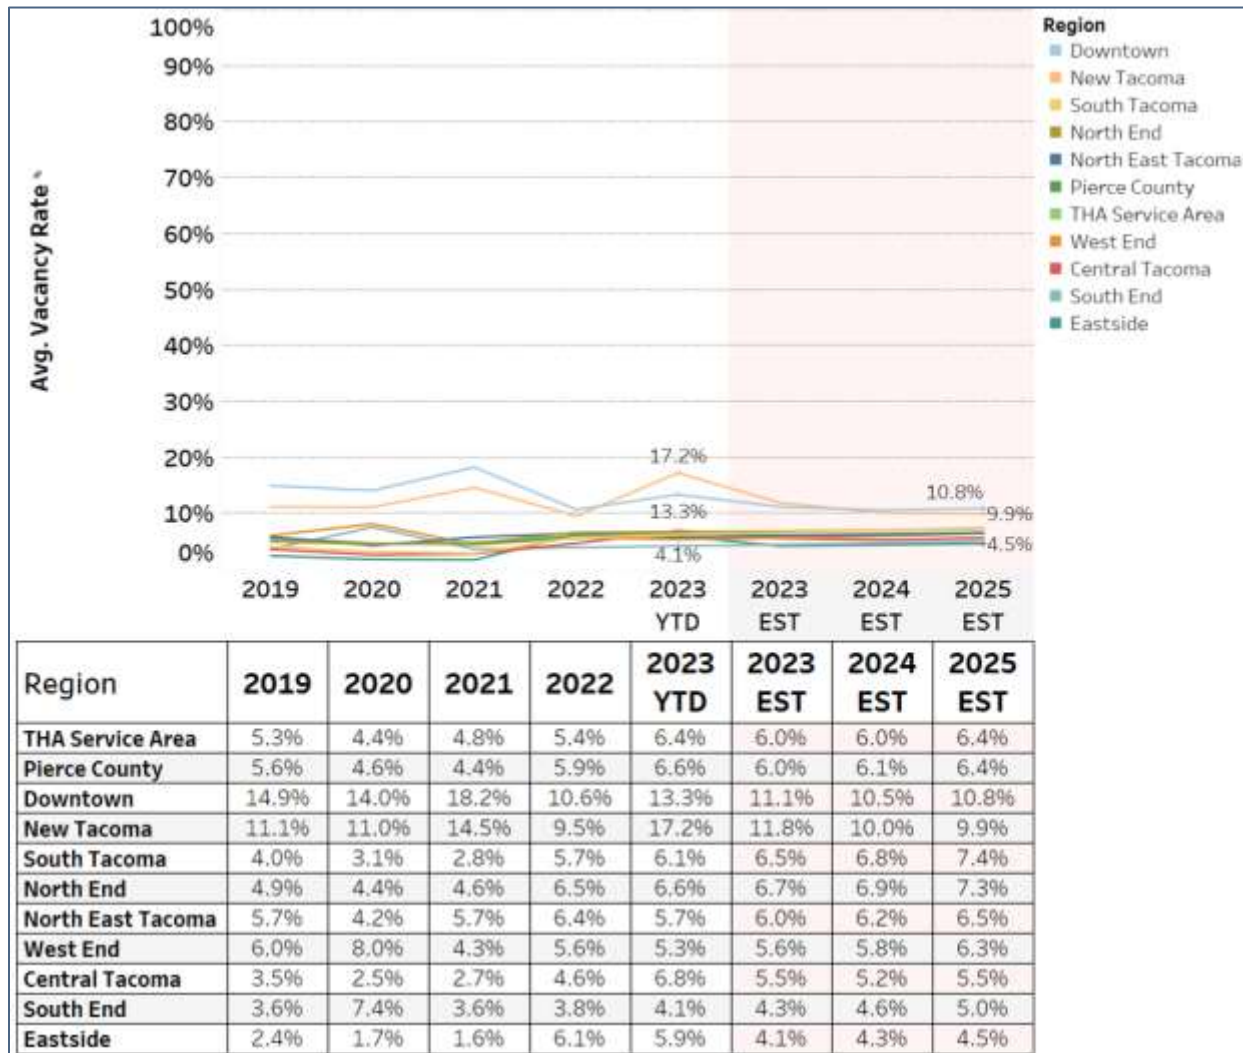 100%
90%
80%
70%
60%
50%
40%
30%
20%
10%
0%
Avg. Vacancy Rate
17.2%
13.3%
4.1%
10.8%
9.9%
4.5%
2019 2020 2021 2022 2023 YTD 2023 EST 2024 EST 2025 EST
Region
Downtown
New Tacoma
South Tacoma
North End
North East Tacoma
Pierce County
THA Service Area
West End
Central Tacoma
South End
Eastside
Region 2019 2020 2021 2022 2023 YTD 2023 EST 2024 EST 2025 EST
THA Service Area 5.3% 4.4% 4.8% 5.4% 6.4% 6.0% 6.0% 6.4%
Pierce County 5.6% 4.6% 4.4% 5.9% 6.6% 6.0% 6.1% 6.4%
Downtown 14.9% 14.0% 18.2% 10.6% 13.3% 11.1% 10.5% 10.8%
New Tacoma 11.1% 11.0% 14.5% 9.5% 17.2% 11.8% 10.0% 9.9%
South Tacoma 4.0% 3.1% 2.8% 5.7% 6.1% 6.5% 6.8% 7.4%
North End 4.9% 4.4% 4.6% 6.5% 6.6% 6.7% 6.9% 7.3%
North East Tacoma 5.7% 4.2% 5.7% 6.4% 5.7% 6.0% 6.2% 6.5%
West End 6.0% 8.0% 4.3% 5.6% 5.3% 5.6% 5.8% 6.3%
Central Tacoma 3.5% 2.5% 2.7% 4.6% 6.8% 5.5% 5.2% 5.5%
South End 3.6% 7.4% 3.6% 3.8% 4.1% 4.3% 4.6% 5.0%
Eastside 2.4% 1.7% 1.6% 6.1% 5.9% 4.1% 4.3% 4.5%